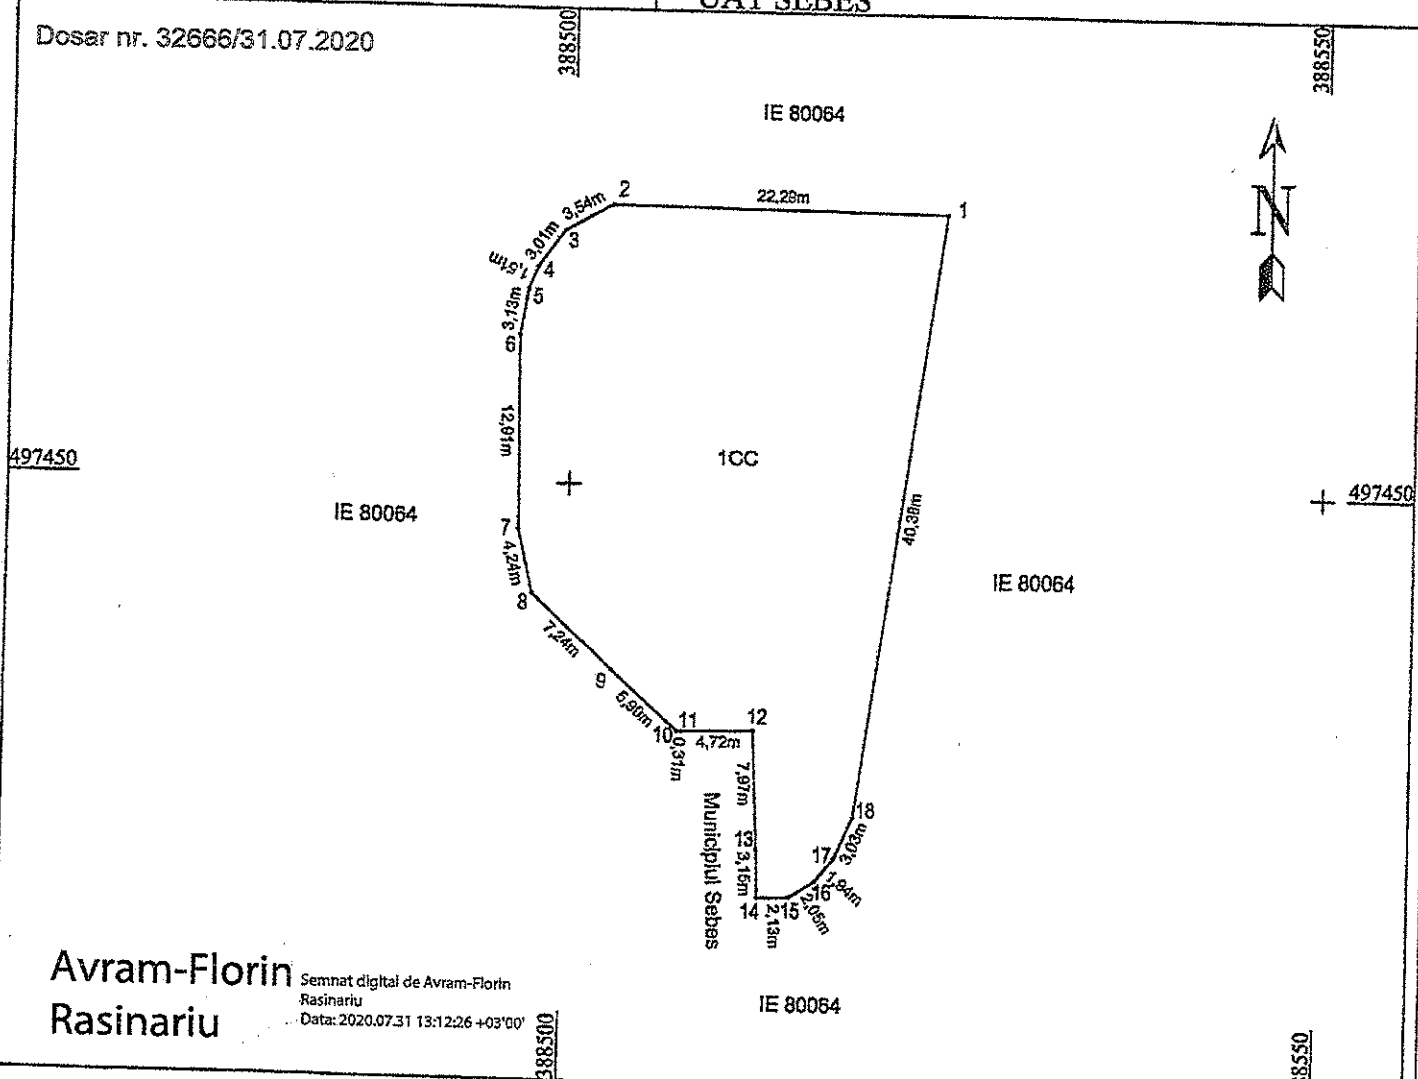 UAT SEBES
Dosar nr. 32666/31.07.2020
388500
388550
IE 80064
N
2
22,28m
1
3,54m
3
3,01m
4
1,51m
5
3,13m
6
12,91m
1CC
497450
497450
IE 80064
7
40,38m
4,24m
IE 80064
8
7,24m
9
5,90m
10
11
12
0,31m
4,72m
7,97m
Municipiul Sebes
18
13
17
3,03m
3,15m
16
1,94m
14
15
2,05m
2,13m
IE 80064
Avram-Florin
Rasinariu
Semnat digital de Avram-Florin
Rasinariu
Data: 2020.07.31 13:12:26 +03'00'
388500
388550